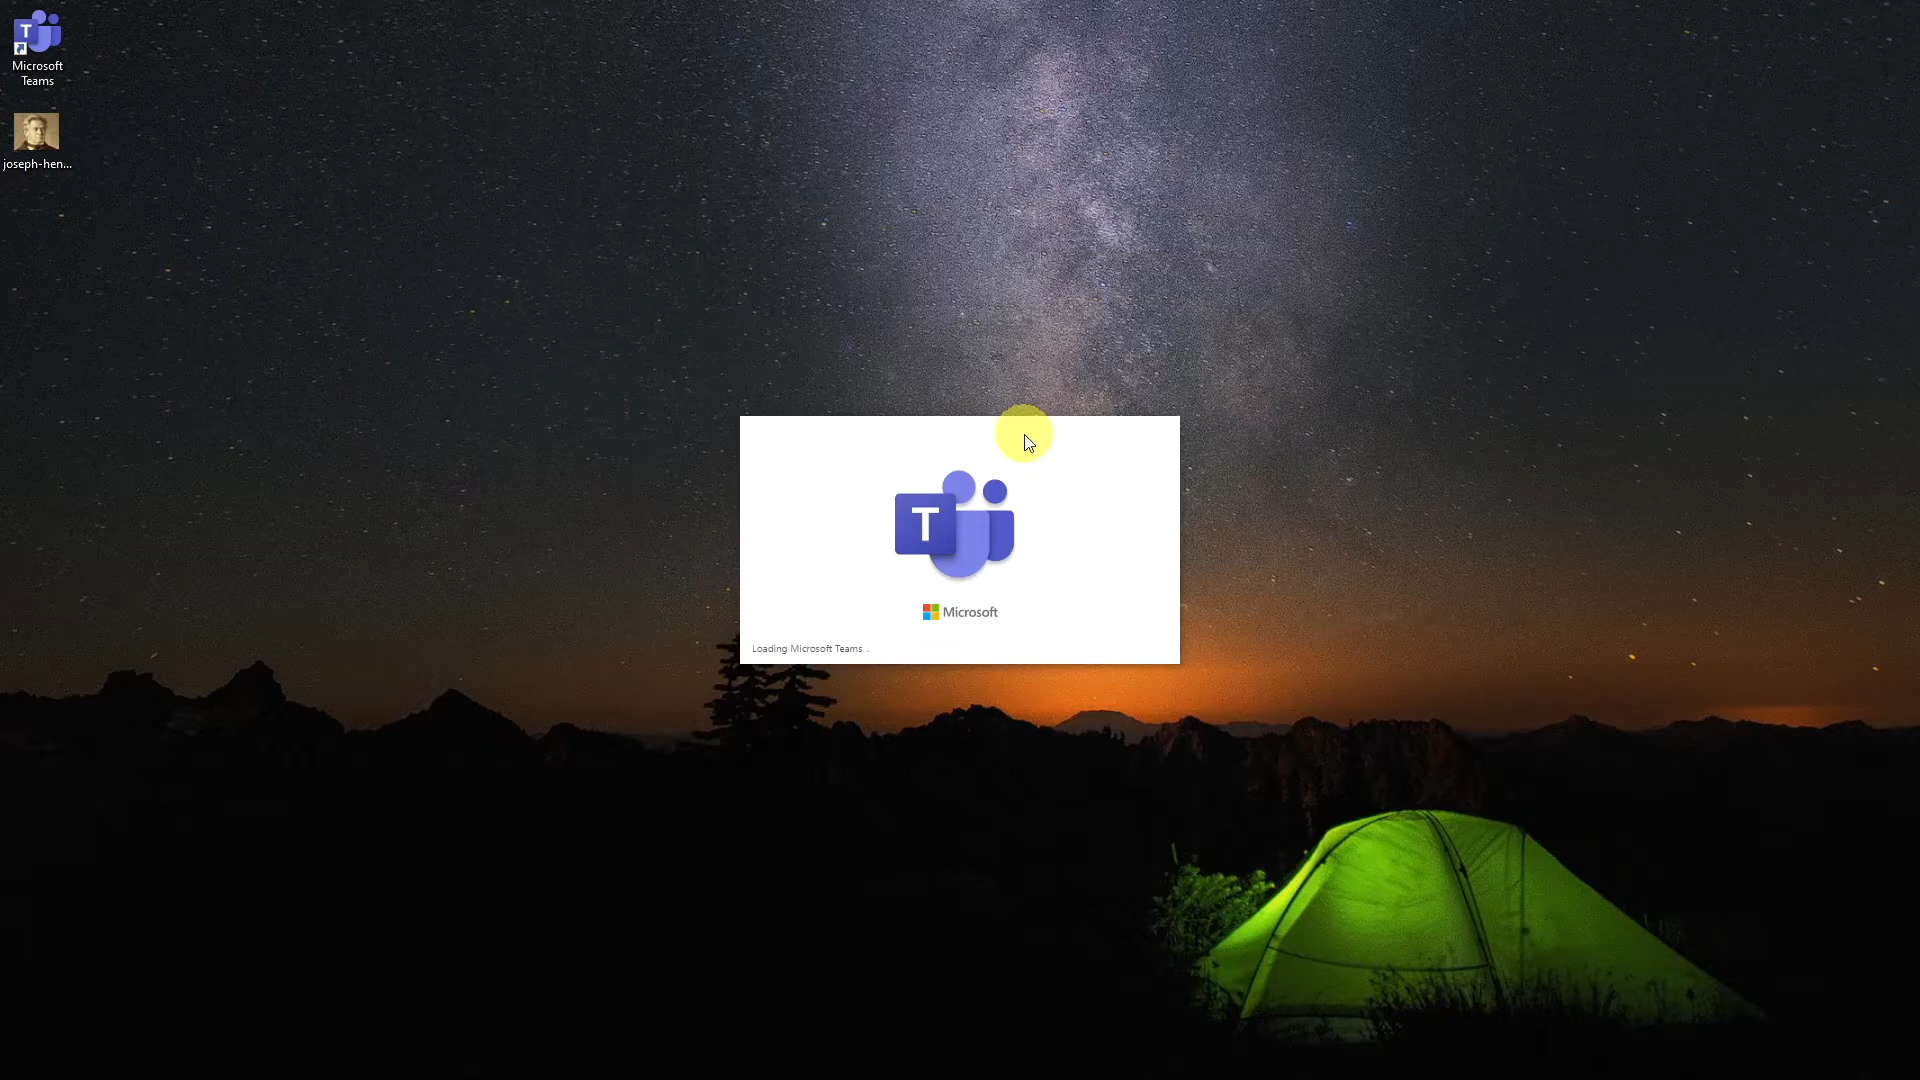 T
Microsoft
Teams
joseph-hen...
T
Microsoft
Loading Microsoft Teams ..